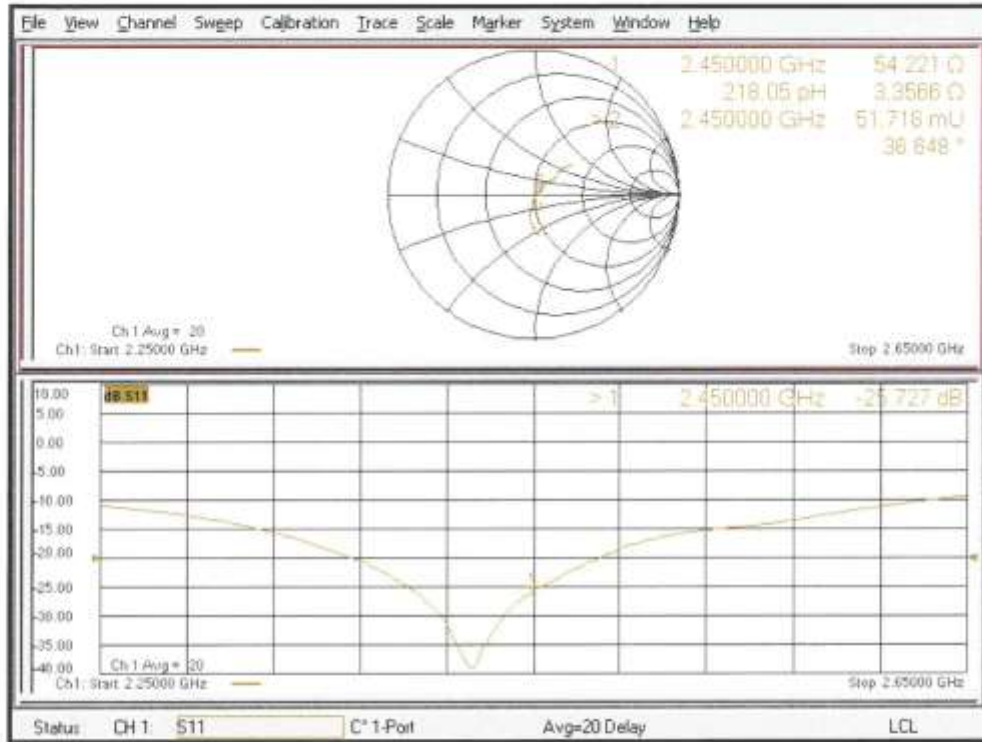 File View Channel Sweep Calibration Trace Scale Marker System Window Help
1 2.450000 GHz 54.221 Ω
218.05 pH 3.3566 Ω
>2 2.450000 GHz 51.718 mU
36.648 °
Ch 1 Avg = 20
Ch1: Start 2.25000 GHz
Stop 2.65000 GHz
10.00
dB S11
> 1 2.450000 GHz -25.727 dB
5.00
0.00
-5.00
-10.00
-15.00
-20.00
-25.00
-30.00
-35.00
-40.00
Ch 1 Avg = 20
Ch1: Start 2.25000 GHz
Stop 2.65000 GHz
Status CH 1: S11 C* 1-Port Avg=20 Delay LCL